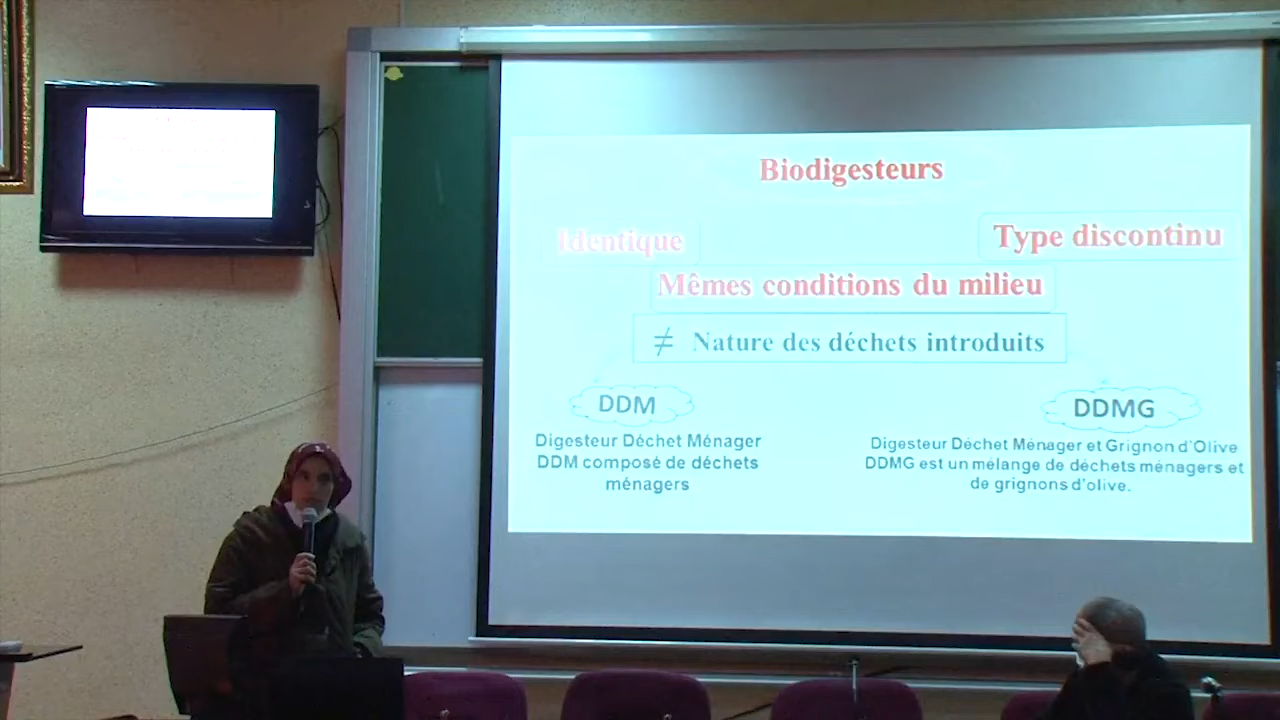 Biodigesteurs
Identique
Type discontinu
Mêmes conditions du milieu
≠ Nature des déchets introduits
DDM
Digesteur Déchet Ménager
DDM composé de déchets
ménagers
DDMG
Digesteur Déchet Ménager et Grignon d'Olive
DDMG est un mélange de déchets ménagers et
de grignons d'olive.